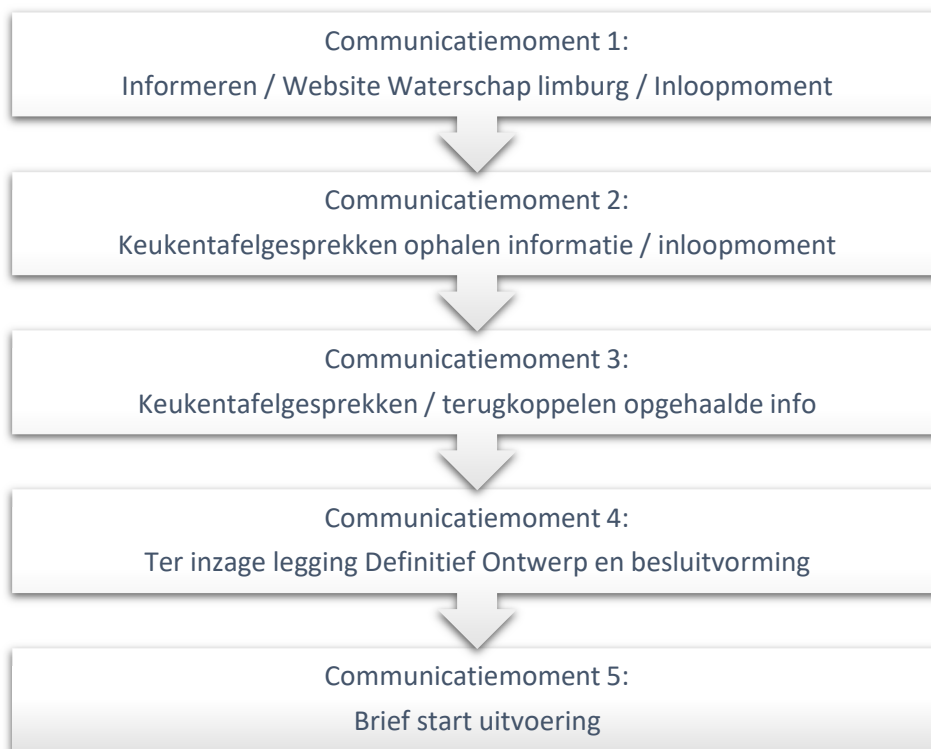 Communicatiemoment 1:
Informeren / Website Waterschap limburg / Inloopmoment
Communicatiemoment 2:
Keukentafelgesprekken ophalen informatie / inloopmoment
Communicatiemoment 3:
Keukentafelgesprekken / terugkoppelen opgehaalde info
Communicatiemoment 4:
Ter inzage legging Definitief Ontwerp en besluitvorming
Communicatiemoment 5:
Brief start uitvoering